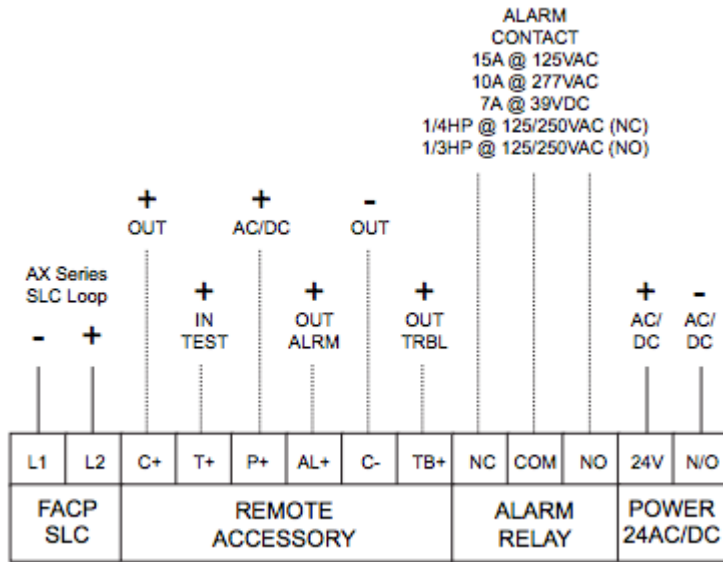 ALARM
CONTACT
15A @ 125VAC
10A @ 277VAC
7A @ 39VDC
1/4HP @ 125/250VAC (NC)
1/3HP @ 125/250VAC (NO)
+ + -
OUT AC/DC OUT
AX Series
SLC Loop
- + + + + + -
IN OUT OUT AC/ AC/
TEST ALRM TRBL DC DC
L1 L2 C+ T+ P+ AL+ C- TB+ NC COM NO 24V N/O
FACP REMOTE ALARM POWER
SLC ACCESSORY RELAY 24AC/DC